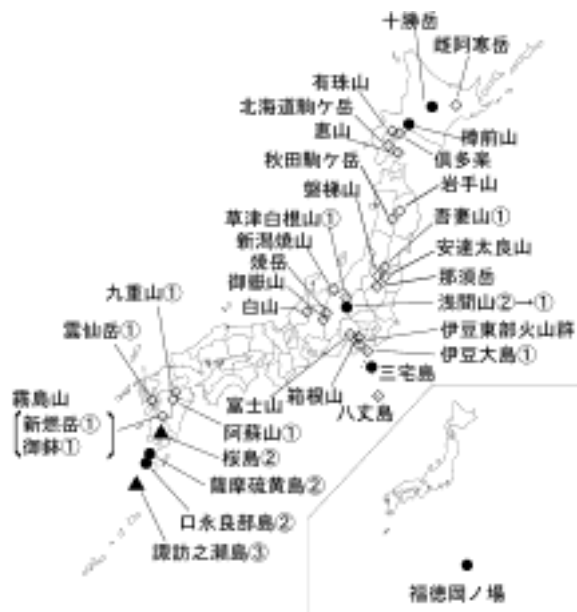 十勝岳
雌阿寒岳
有珠山
北海道駒ケ岳
樽前山
恵山
倶多楽
秋田駒ケ岳
岩手山
磐梯山
吾妻山①
草津白根山①
安達太良山
新潟焼山
焼岳
那須岳
御嶽山
浅間山②→①
白山
九重山①
伊豆東部火山群
雲仙岳①
伊豆大島①
三宅島
霧島山
箱根山
富士山
八丈島
新燃岳①
御鉢①
阿蘇山①
桜島②
薩摩硫黄島②
口永良部島②
諏訪之瀬島③
福徳岡ノ場